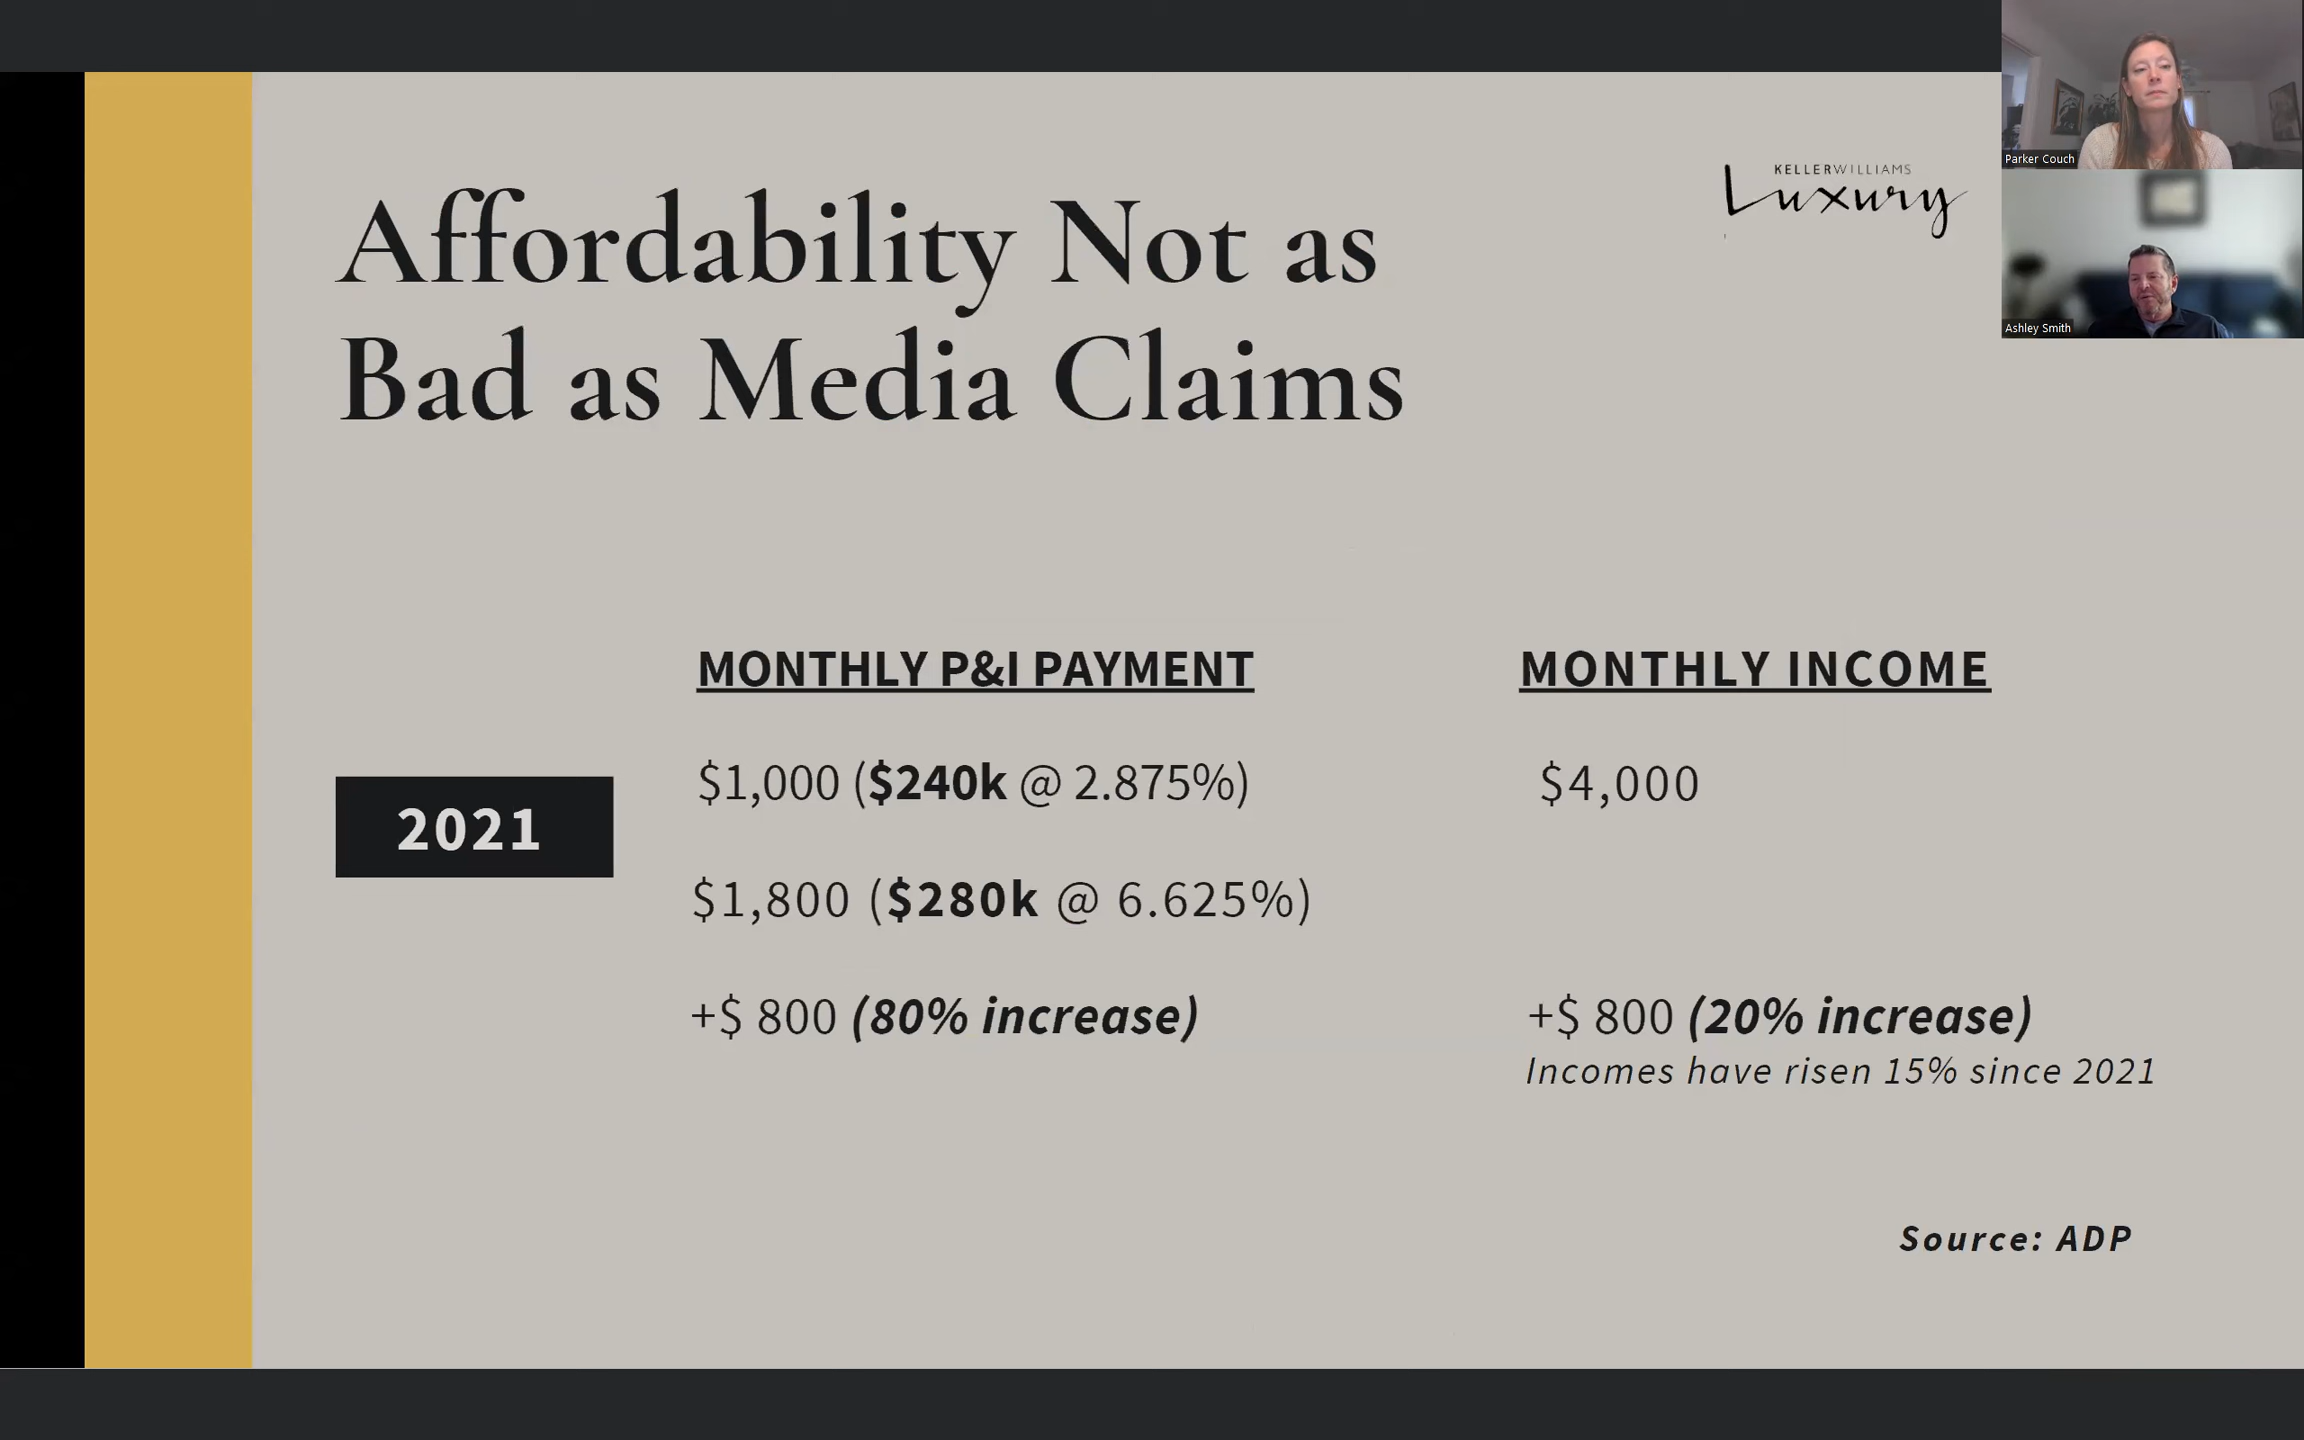 Parker Couch
KELLERWILLIAMS
Luxury
Ashley Smith
Affordability Not as
Bad as Media Claims
MONTHLY P&I PAYMENT
MONTHLY INCOME
2021
$1,000 ($240k @ 2.875%)
$4,000
$1,800 ($280k @ 6.625%)
+$ 800 (80% increase)
+$ 800 (20% increase)
Incomes have risen 15% since 2021
Source: ADP